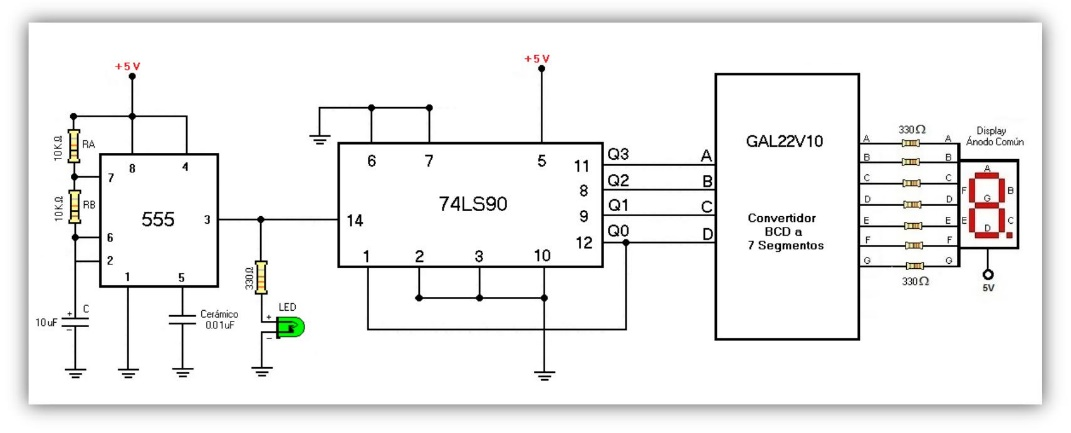 +5V
10KΩ
RA
10KΩ
RB
8
4
7
6
2
555
3
1
5
+
C
10uF
−
Cerámico
0.01uF
330Ω
LED
+
−
+5V
6
7
5
14
74LS90
11
8
9
12
Q3
Q2
Q1
Q0
1
2
3
10
A
B
C
D
GAL22V10
Convertidor
BCD a
7 Segmentos
A
B
C
D
E
F
G
330Ω
330Ω
A
B
C
D
E
F
G
Display
Ánodo Común
A
F
B
G
E
C
D
5V